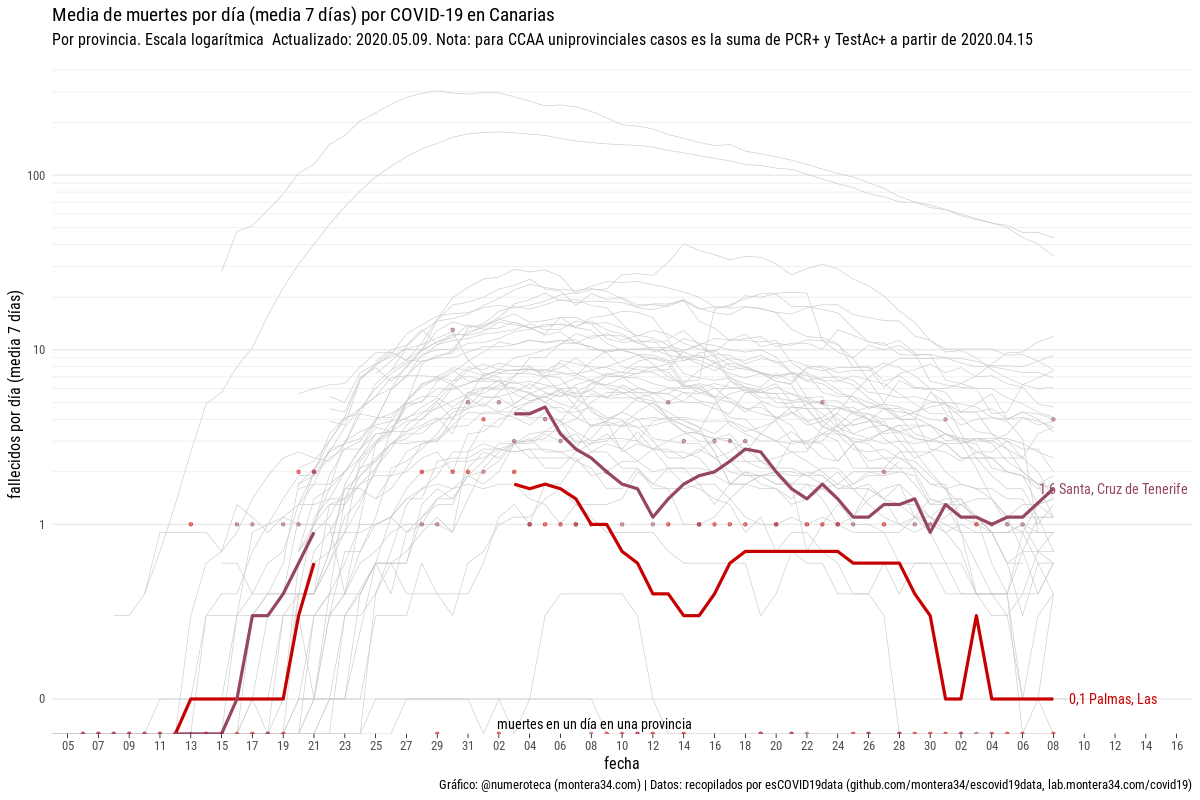 Media de muertes por día (media 7 días) por COVID-19 en Canarias
Por provincia. Escala logarítmica  Actualizado: 2020.05.09. Nota: para CCAA uniprovinciales casos es la suma de PCR+ y TestAc+ a partir de 2020.04.15
fallecidos por día (media  7 días)
100
10
1
0
1,6 Santa, Cruz de Tenerife
0,1 Palmas, Las
muertes en un día en una provincia
05 07 09 11 13 15 17 19 21 23 25 27 29 31 02 04 06 08 10 12 14 16 18 20 22 24 26 28 30 02 04 06 08 10 12 14 16
fecha
Gráfico: @numeroteca (montera34.com) | Datos: recopilados por esCOVID19data (github.com/montera34/escovid19data, lab.montera34.com/covid19)